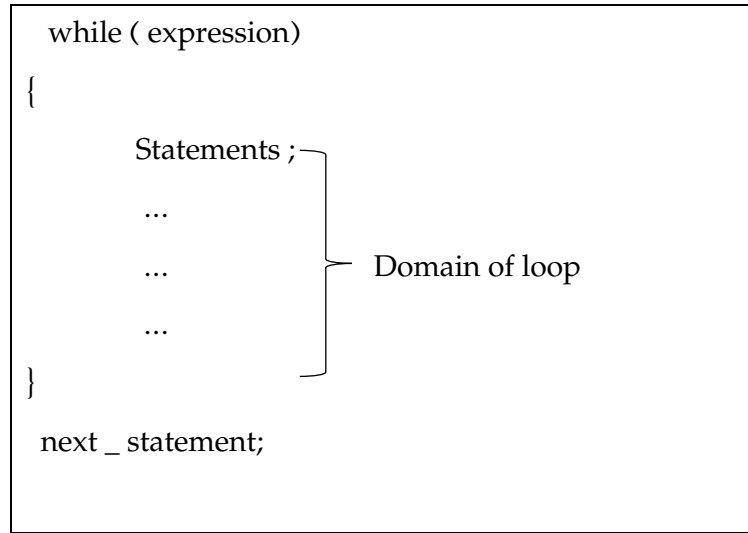 while ( expression)
{
Statements ;
...
...
Domain of loop
...
}
next _ statement;